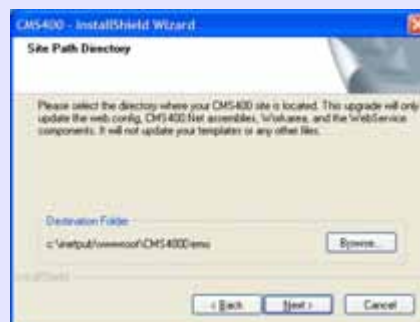 CMS400 - InstallShield Wizard
Site Path Directory
Please select the directory where your CMS400 site is located. This upgrade will only
update the web.config, CMS400.Net assemblies, Workarea, and the WebService
components. It will not update your templates or any other files.
Destination Folder
c:\inetpub\wwwroot\CMS400Demo
Browse...
InstallShield
< Back
Next >
Cancel